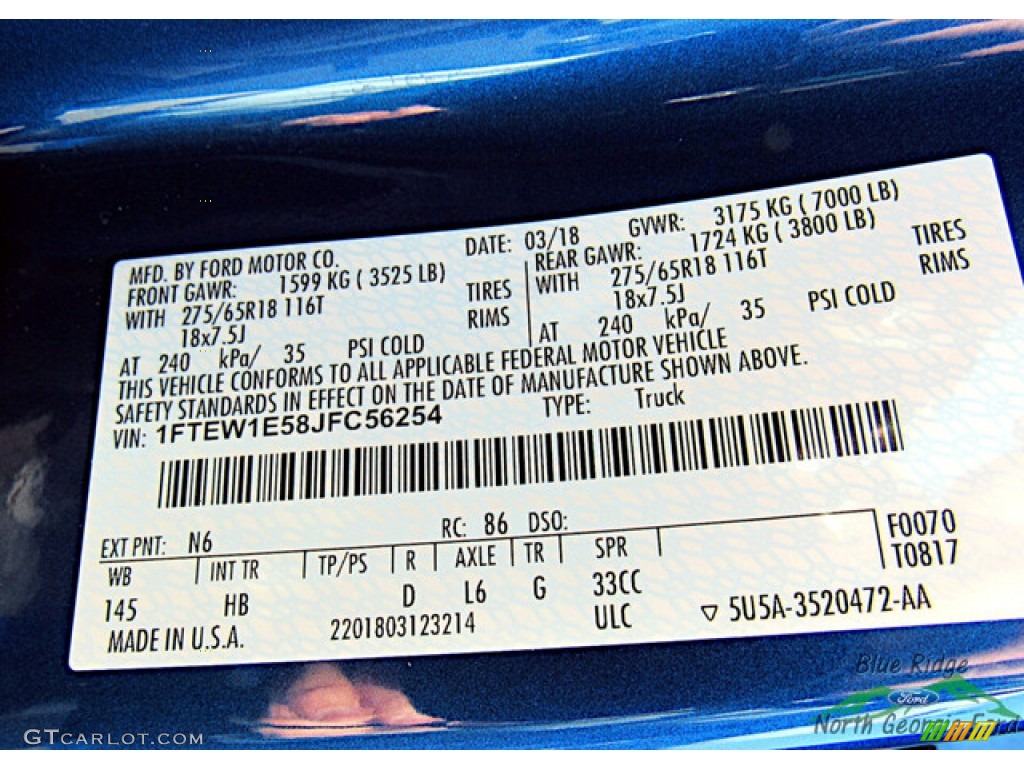 MFD. BY FORD MOTOR CO. DATE: 03/18 GVWR: 3175 KG ( 7000 LB)
FRONT GAWR: 1599 KG ( 3525 LB) REAR GAWR: 1724 KG ( 3800 LB)
WITH 275/65R18 116T TIRES WITH 275/65R18 116T TIRES
18x7.5J RIMS 18x7.5J RIMS
AT 240 kPa/ 35 PSI COLD AT 240 kPa/ 35 PSI COLD
THIS VEHICLE CONFORMS TO ALL APPLICABLE FEDERAL MOTOR VEHICLE
SAFETY STANDARDS IN EFFECT ON THE DATE OF MANUFACTURE SHOWN ABOVE.
VIN: 1FTEW1E58JFC56254 TYPE: Truck
EXT PNT: N6 RC: 86 DSO: F0070
WB INT TR TP/PS R AXLE TR SPR T0817
145 HB D L6 G 33CC
MADE IN U.S.A. 2201803123214 ULC 5U5A-3520472-AA
Blue Ridge
Ford
North Georgia Ford
GTCARLOT.COM